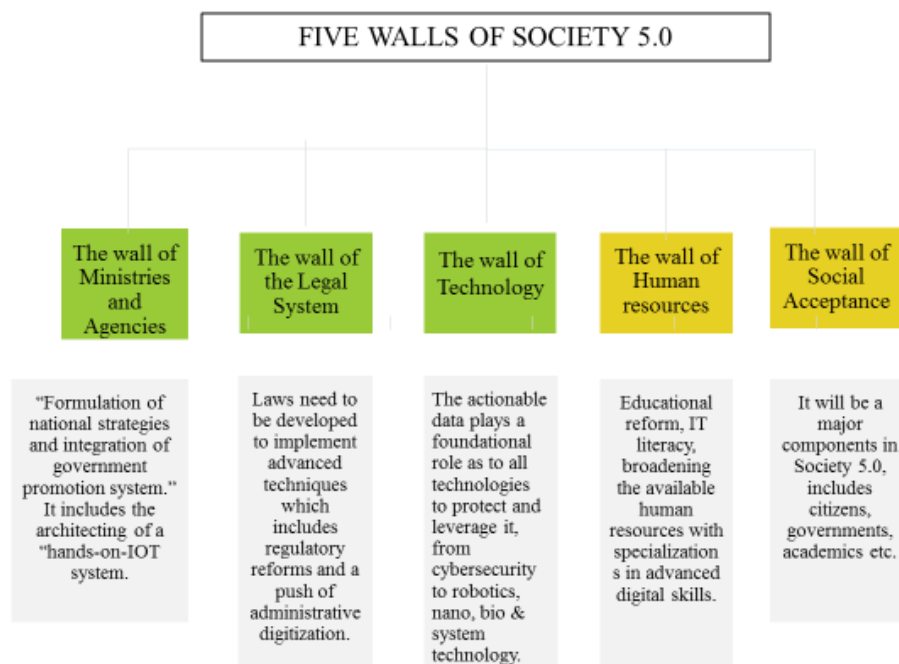 FIVE WALLS OF SOCIETY 5.0
The wall of
Ministries
and
Agencies
The wall of
the Legal
System
The wall of
Technology
The wall of
Human
resources
The wall of
Social
Acceptance
"Formulation of
national strategies
and integration of
government
promotion system."
It includes the
architecting of a
"hands-on-IOT
system.
Laws need to
be developed
to implement
advanced
techniques
which
includes
regulatory
reforms and a
push of
administrative
digitization.
The actionable
data plays a
foundational
role as to all
technologies
to protect and
leverage it,
from
cybersecurity
to robotics,
nano, bio &
system
technology.
Educational
reform, IT
literacy,
broadening
the available
human
resources with
specialization
s in advanced
digital skills.
It will be a
major
components in
Society 5.0,
includes
citizens,
governments,
academics etc.